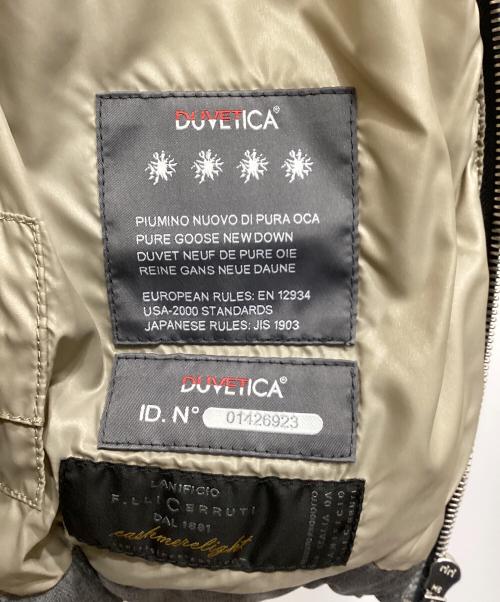 DUVETICA®
PIUMINO NUOVO DI PURA OCA
PURE GOOSE NEW DOWN
DUVET NEUF DE PURE OIE
REINE GANS NEUE DAUNE
EUROPEAN RULES: EN 12934
USA-2000 STANDARDS
JAPANESE RULES: JIS 1903
DUVETICA®
ID. N° 01426923
LANIFICIO
F.LLI CERRUTI
DAL 1881
cashmerelight